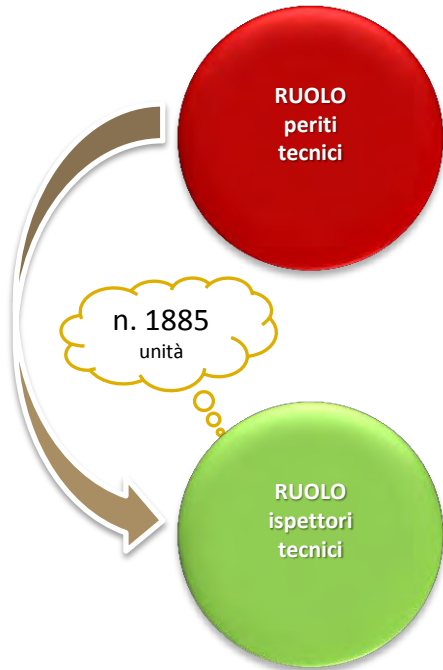 RUOLO
periti
tecnici
n. 1885
unità
RUOLO
ispettori
tecnici